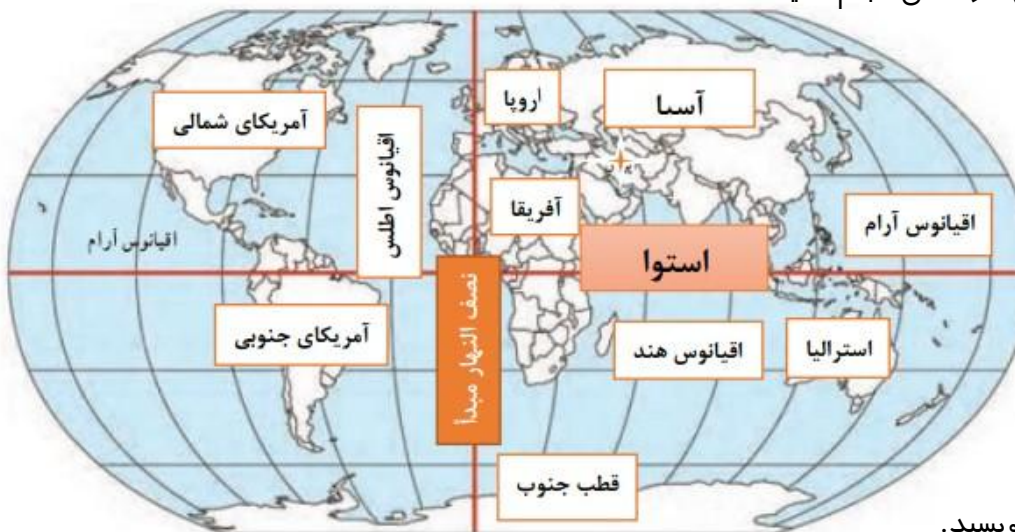 اروپا
آسیا
آمریکای شمالی
اقیانوس اطلس
آفریقا
اقیانوس آرام
اقیانوس آرام
استوا
نصف النهار مبدأ
آمریکای جنوبی
اقیانوس هند
استرالیا
قطب جنوب